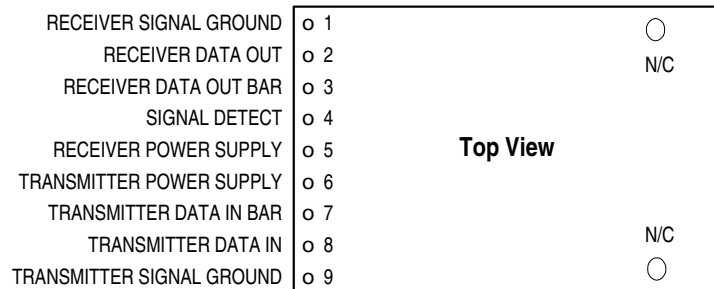 RECEIVER SIGNAL GROUND o 1
RECEIVER DATA OUT o 2
N/C
RECEIVER DATA OUT BAR o 3
SIGNAL DETECT o 4
RECEIVER POWER SUPPLY o 5
Top View
TRANSMITTER POWER SUPPLY o 6
TRANSMITTER DATA IN BAR o 7
TRANSMITTER DATA IN o 8
N/C
TRANSMITTER SIGNAL GROUND o 9